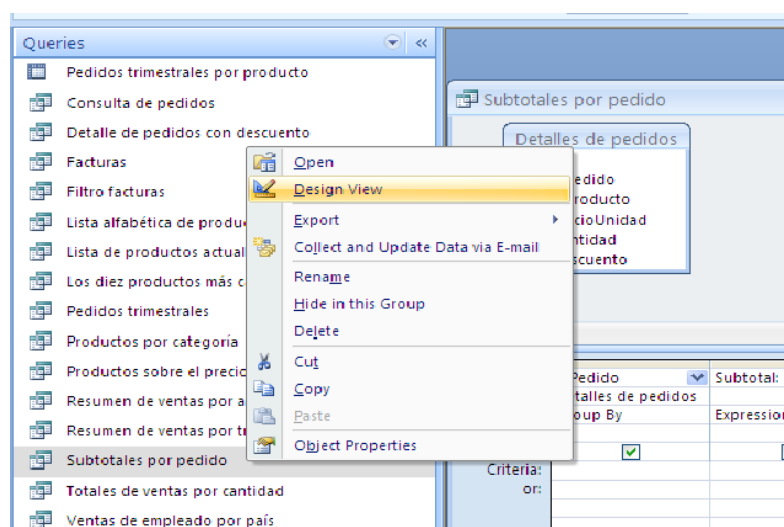 Queries
Pedidos trimestrales por producto
Consulta de pedidos
Detalle de pedidos con descuento
Facturas
Filtro facturas
Lista alfabética de produ
Lista de productos actual
Los diez productos más c
Pedidos trimestrales
Productos por categoría
Productos sobre el precio
Resumen de ventas por a
Resumen de ventas por t
Subtotales por pedido
Totales de ventas por cantidad
Ventas de empleado por país
Open
Design View
Export
Collect and Update Data via E-mail
Rename
Hide in this Group
Delete
Cut
Copy
Paste
Object Properties
Subtotales por pedido
Detalles de pedidos
edido
roducto
cioUnidad
ntidad
scuento
Pedido Subtotal:
talles de pedidos
oup By Expression
Criteria:
or: